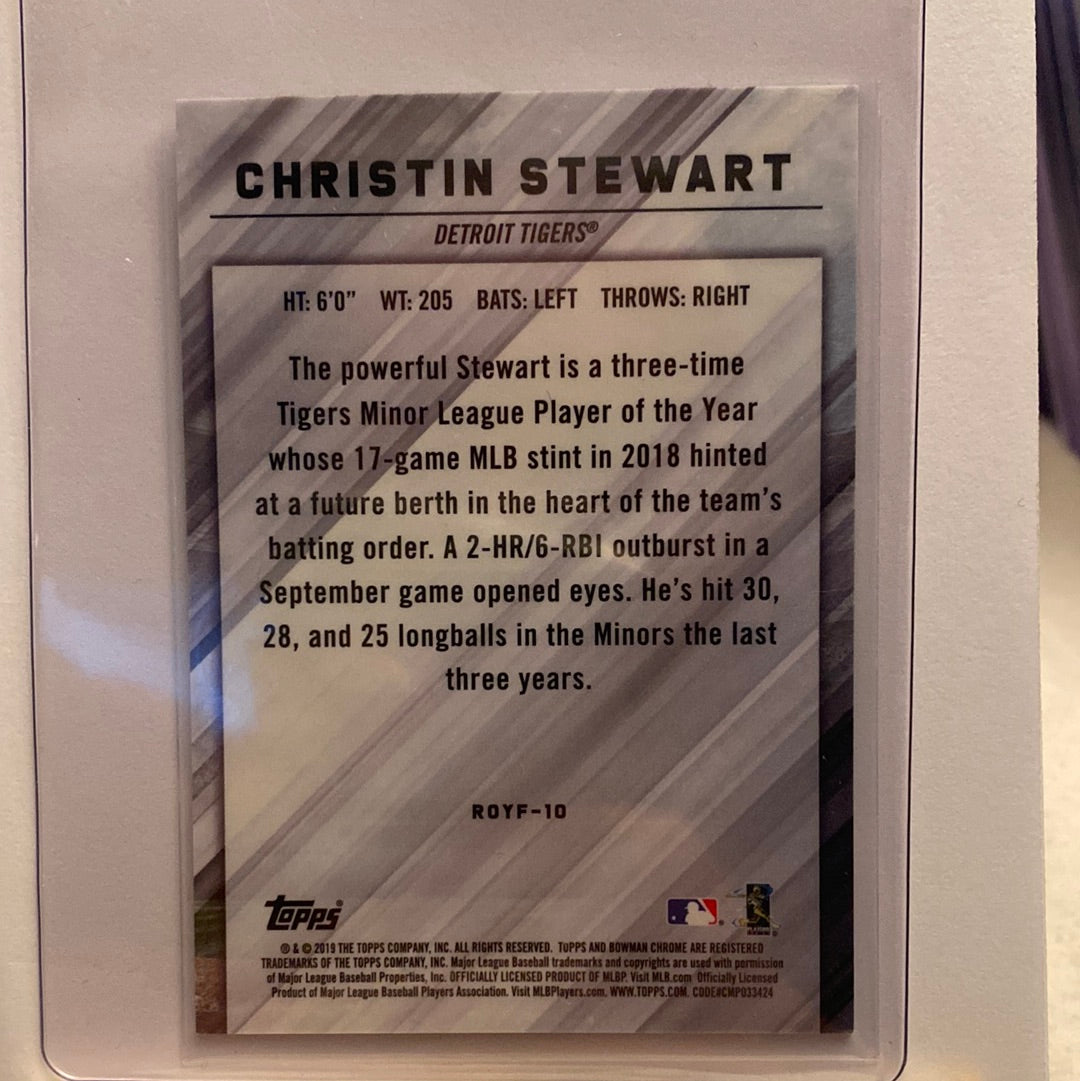 CHRISTIN STEWART
DETROIT TIGERS®
HT: 6'0" WT: 205 BATS: LEFT THROWS: RIGHT
The powerful Stewart is a three-time
Tigers Minor League Player of the Year
whose 17-game MLB stint in 2018 hinted
at a future berth in the heart of the team's
batting order. A 2-HR/6-RBI outburst in a
September game opened eyes. He's hit 30,
28, and 25 longballs in the Minors the last
three years.
ROYF-10
Topps
® & © 2019 THE TOPPS COMPANY, INC. ALL RIGHTS RESERVED. TOPPS AND BOWMAN CHROME ARE REGISTERED
TRADEMARKS OF THE TOPPS COMPANY, INC. Major League Baseball trademarks and copyrights are used with permission
of Major League Baseball Properties, Inc. OFFICIALLY LICENSED PRODUCT OF MLBP. Visit MLB.com Officially Licensed
Product of Major League Baseball Players Association. Visit MLBPlayers.com. WWW.TOPPS.COM. CODE#CMP033424